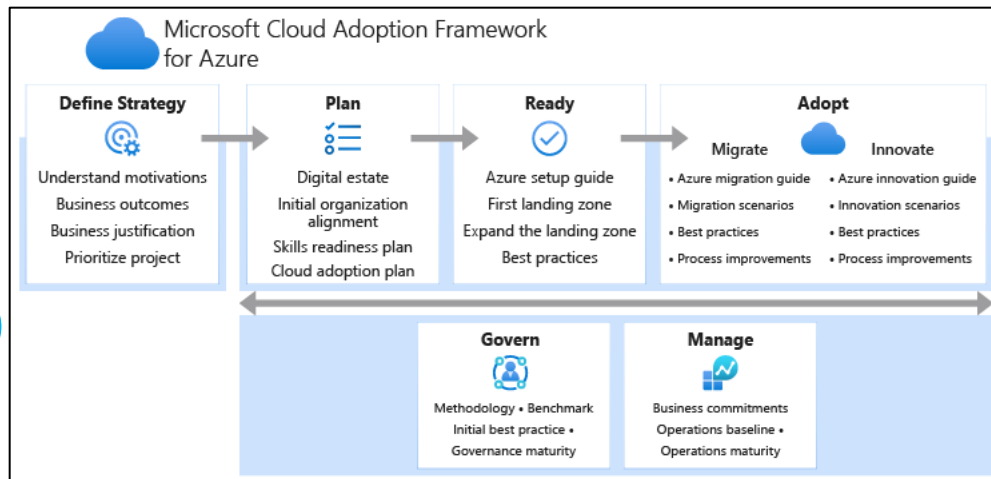 Microsoft Cloud Adoption Framework
for Azure
Define Strategy
Understand motivations
Business outcomes
Business justification
Prioritize project
Plan
Digital estate
Initial organization
alignment
Skills readiness plan
Cloud adoption plan
Ready
Azure setup guide
First landing zone
Expand the landing zone
Best practices
Adopt
Migrate
• Azure migration guide
• Migration scenarios
• Best practices
• Process improvements
Innovate
• Azure innovation guide
• Innovation scenarios
• Best practices
• Process improvements
Govern
Methodology • Benchmark
Initial best practice •
Governance maturity
Manage
Business commitments
Operations baseline •
Operations maturity